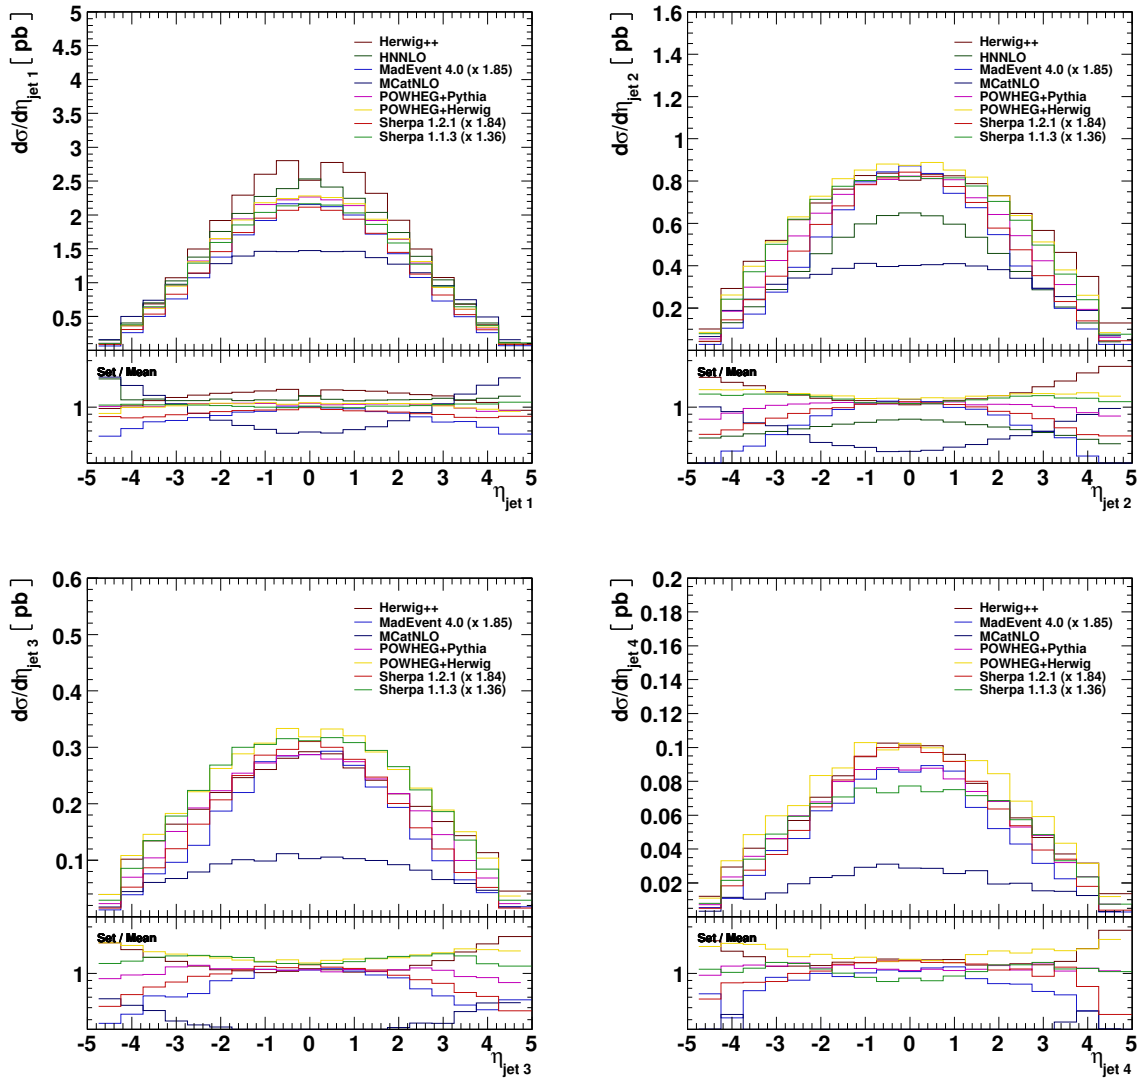 dσ/dη jet 1 [ pb ]
5
4.5
4
3.5
3
2.5
2
1.5
1
0.5
Herwig++
HNNLO
MadEvent 4.0 (x 1.85)
MCatNLO
POWHEG+Pythia
POWHEG+Herwig
Sherpa 1.2.1 (x 1.84)
Sherpa 1.1.3 (x 1.36)
Set / Mean
1
-5 -4 -3 -2 -1 0 1 2 3 4 5
η jet 1
dσ/dη jet 2 [ pb ]
1.6
1.4
1.2
1
0.8
0.6
0.4
0.2
Herwig++
HNNLO
MadEvent 4.0 (x 1.85)
MCatNLO
POWHEG+Pythia
POWHEG+Herwig
Sherpa 1.2.1 (x 1.84)
Sherpa 1.1.3 (x 1.36)
Set / Mean
1
-5 -4 -3 -2 -1 0 1 2 3 4 5
η jet 2
dσ/dη jet 3 [ pb ]
0.6
0.5
0.4
0.3
0.2
0.1
Herwig++
MadEvent 4.0 (x 1.85)
MCatNLO
POWHEG+Pythia
POWHEG+Herwig
Sherpa 1.2.1 (x 1.84)
Sherpa 1.1.3 (x 1.36)
Set / Mean
1
-5 -4 -3 -2 -1 0 1 2 3 4 5
η jet 3
dσ/dη jet 4 [ pb ]
0.2
0.18
0.16
0.14
0.12
0.1
0.08
0.06
0.04
0.02
Herwig++
MadEvent 4.0 (x 1.85)
MCatNLO
POWHEG+Pythia
POWHEG+Herwig
Sherpa 1.2.1 (x 1.84)
Sherpa 1.1.3 (x 1.36)
Set / Mean
1
-5 -4 -3 -2 -1 0 1 2 3 4 5
η jet 4